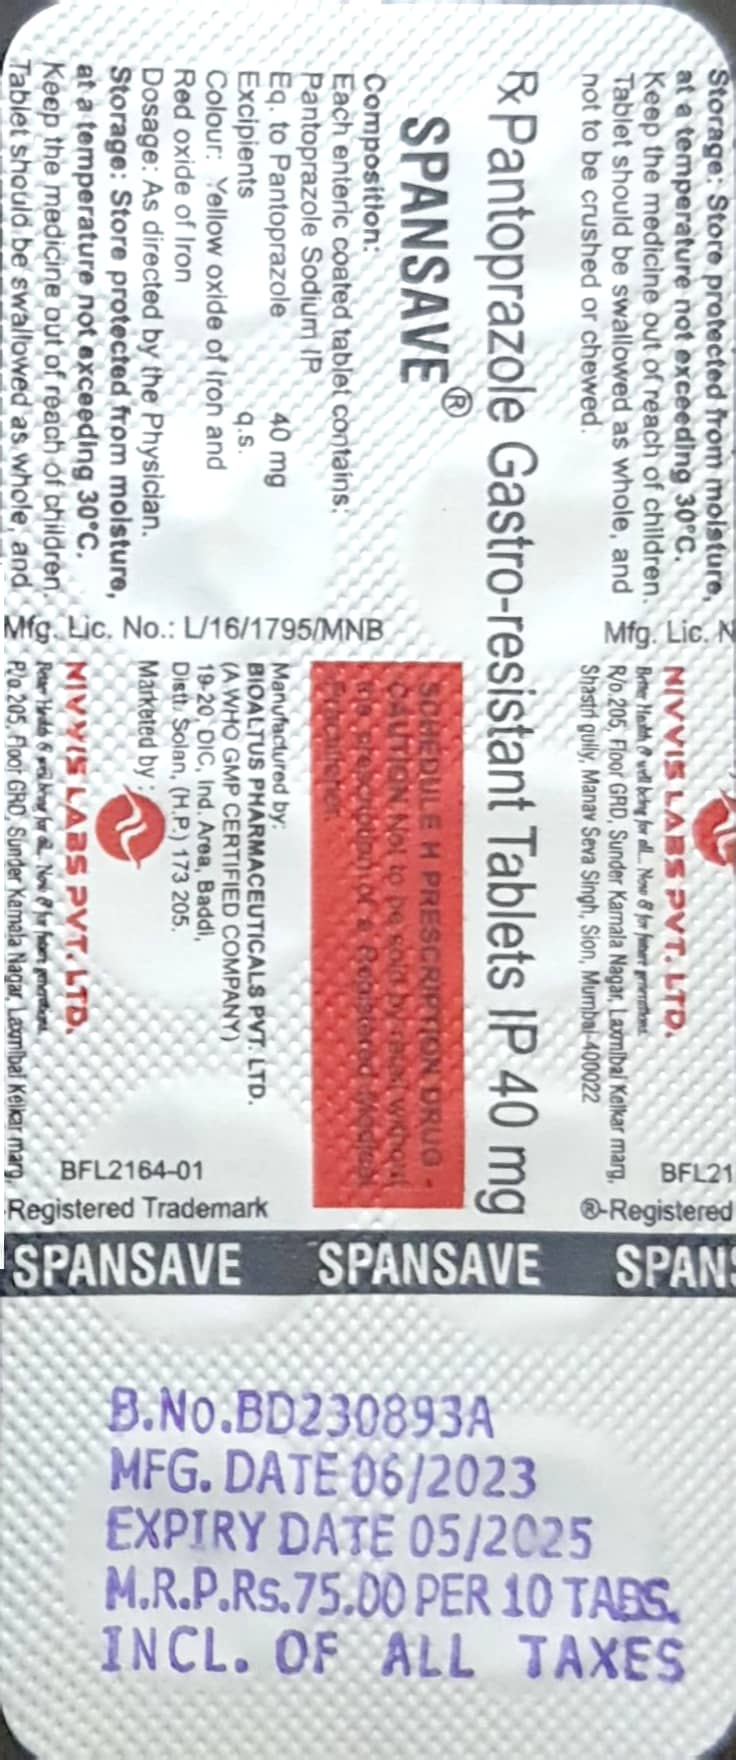 Storage: Store protected from moisture,
at a temperature not exceeding 30°C.
Keep the medicine out of reach of children.
Tablet should be swallowed as whole, and
not to be crushed or chewed.
Mfg. Lic. N
NIVVIS LABS PVT. LTD.
Better Health & well being for all... Now & for future generations.
R/o.205, Floor GRD, Sunder Kamala Nagar, Laxmibai Kelkar marg,
Shastri gully, Manav Seva Singh, Sion, Mumbai-400022
BFL21
®-Registered
Rx Pantoprazole Gastro-resistant Tablets IP 40 mg
SPANSAVE®
Composition:
Each enteric coated tablet contains:
Pantoprazole Sodium IP
Eq. to Pantoprazole 40 mg
Excipients q.s.
Colour: Yellow oxide of Iron and
Red oxide of Iron
Dosage: As directed by the Physician.
Storage: Store protected from moisture,
at a temperature not exceeding 30°C.
Keep the medicine out of reach of children.
Tablet should be swallowed as whole, and
Mfg. Lic. No.: L/16/1795/MNB
SCHEDULE H PRESCRIPTION DRUG -
CAUTION Not to be sold by retail without
the prescription of a Registered Medical
Practitioner.
Manufactured by:
BIOALTUS PHARMACEUTICALS PVT. LTD.
(A WHO GMP CERTIFIED COMPANY)
19-20, DIC, Ind. Area, Baddi,
Distt. Solan, (H.P.) 173 205.
Marketed by :
NIVVIS LABS PVT. LTD.
Better Health & well being for all... Now & for future generations.
R/o.205, Floor GRD, Sunder Kamala Nagar, Laxmibai Kelkar marg,
BFL2164-01
Registered Trademark
SPANSAVE SPANSAVE SPANS
B.No.BD230893A
MFG. DATE 06/2023
EXPIRY DATE 05/2025
M.R.P.Rs.75.00 PER 10 TABS.
INCL. OF ALL TAXES